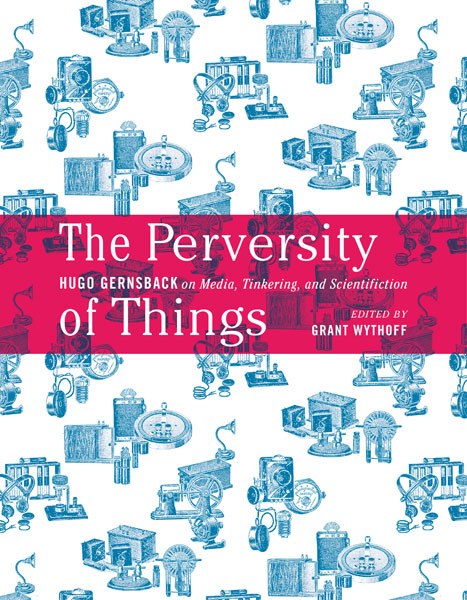 The Perversity
HUGO GERNSBACK on Media, Tinkering, and Scientifiction
of Things
EDITED BY
GRANT WYTHOFF